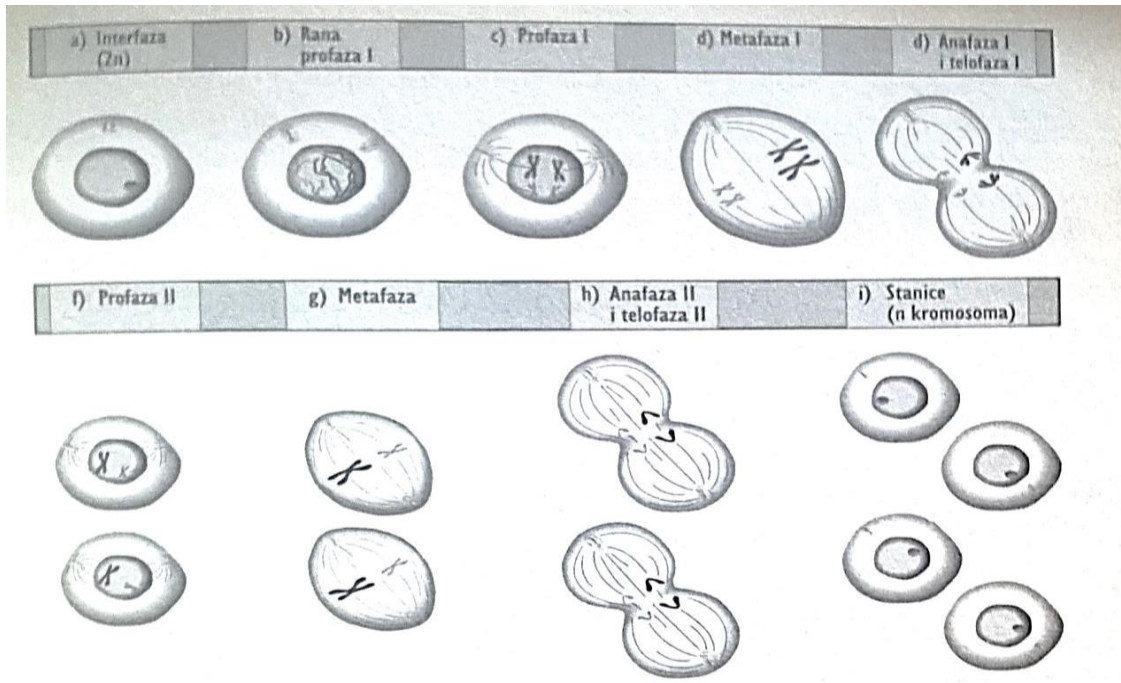 a) Interfaza
(2n)
b) Rana
profaza I
c) Profaza I
d) Metafaza I
d) Anafaza I
i telofaza I
f) Profaza II
g) Metafaza
h) Anafaza II
i telofaza II
i) Stanice
(n kromosoma)